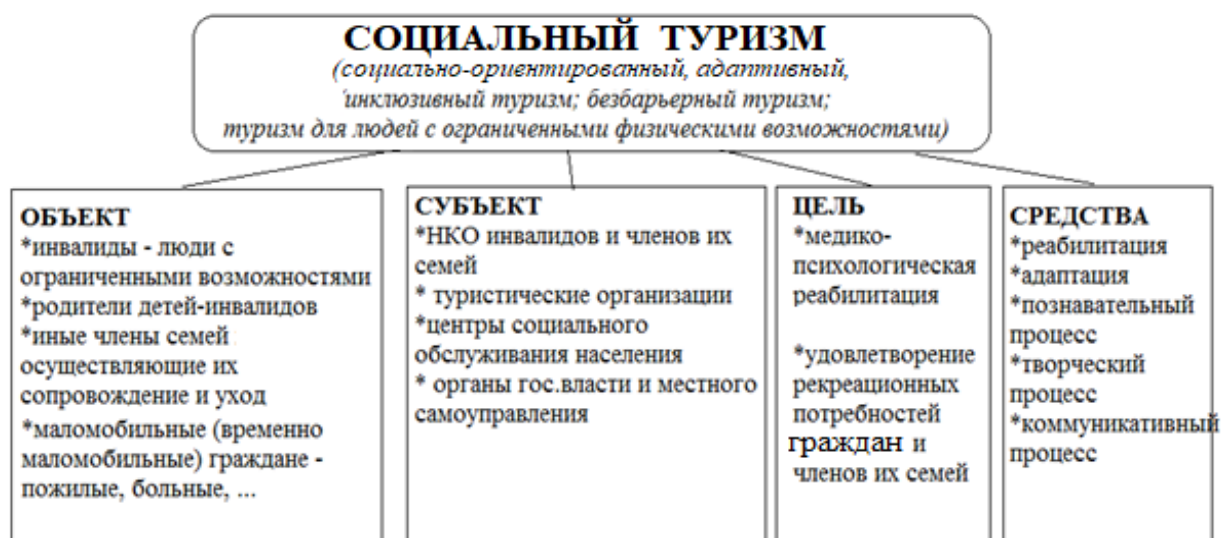 СОЦИАЛЬНЫЙ ТУРИЗМ
(социально-ориентированный, адаптивный,
инклюзивный туризм; безбарьерный туризм;
туризм для людей с ограниченными физическими возможностями)
ОБЪЕКТ
*инвалиды - люди с
ограниченными возможностями
*родители детей-инвалидов
*иные члены семей
осуществляющие их
сопровождение и уход
*маломобильные (временно
маломобильные) граждане -
пожилые, больные, ...
СУБЪЕКТ
*НКО инвалидов и членов их
семей
* туристические организации
*центры социального
обслуживания населения
* органы гос.власти и местного
самоуправления
ЦЕЛЬ
*медико-
психологическая
реабилитация
*удовлетворение
рекреационных
потребностей
граждан и
членов их семей
СРЕДСТВА
*реабилитация
*адаптация
*познавательный
процесс
*творческий
процесс
*коммуникативный
процесс